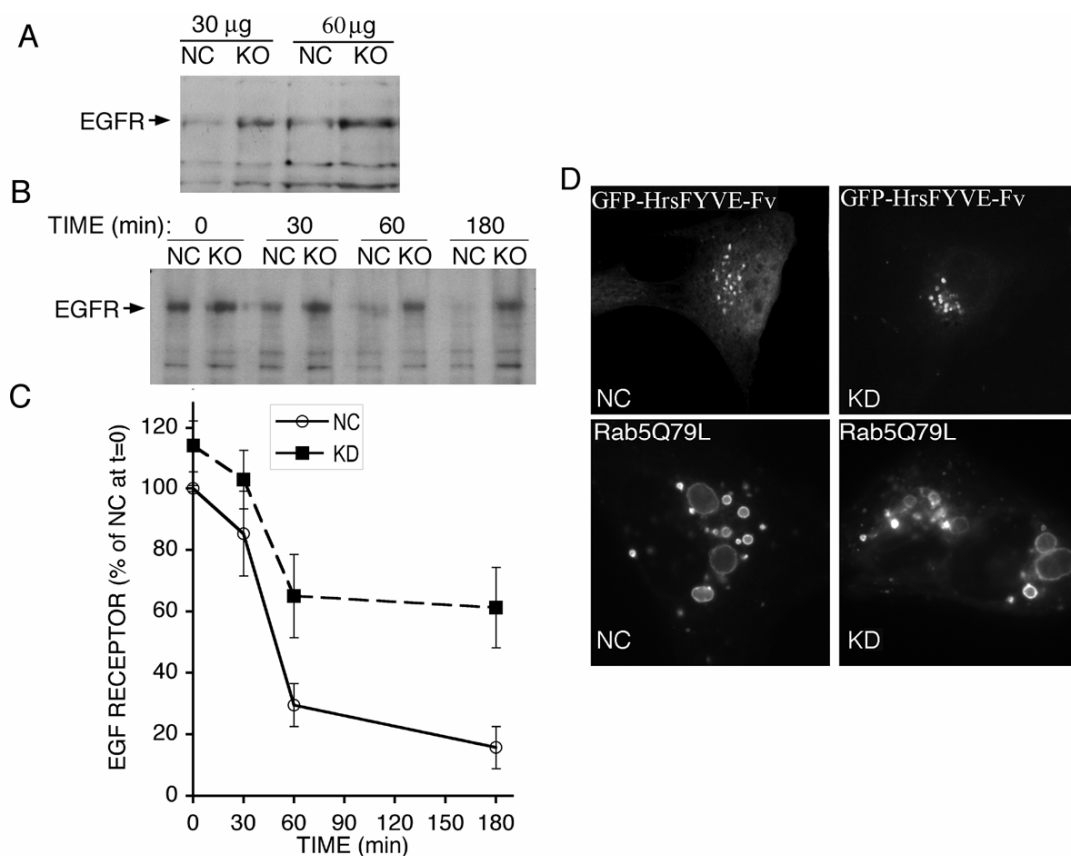 A
30 µg 60µg
NC KO NC KO
EGFR
B
TIME (min): 0 30 60 180
NC KO NC KO NC KO NC KO
EGFR
C
EGF RECEPTOR (% of NC at t=0)
120
100
80
60
40
20
0
NC
KD
0 30 60 90 120 150 180
TIME (min)
D
GFP-HrsFYVE-Fv GFP-HrsFYVE-Fv
NC KD
Rab5Q79L Rab5Q79L
NC KD